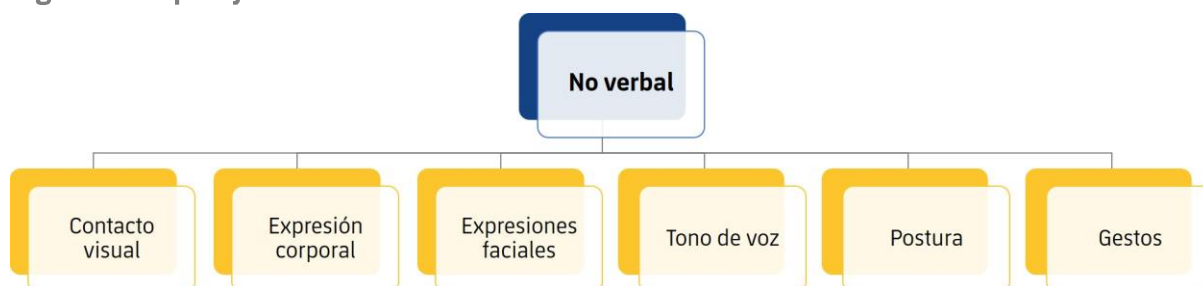 No verbal
Contacto
visual
Expresión
corporal
Expresiones
faciales
Tono de voz
Postura
Gestos